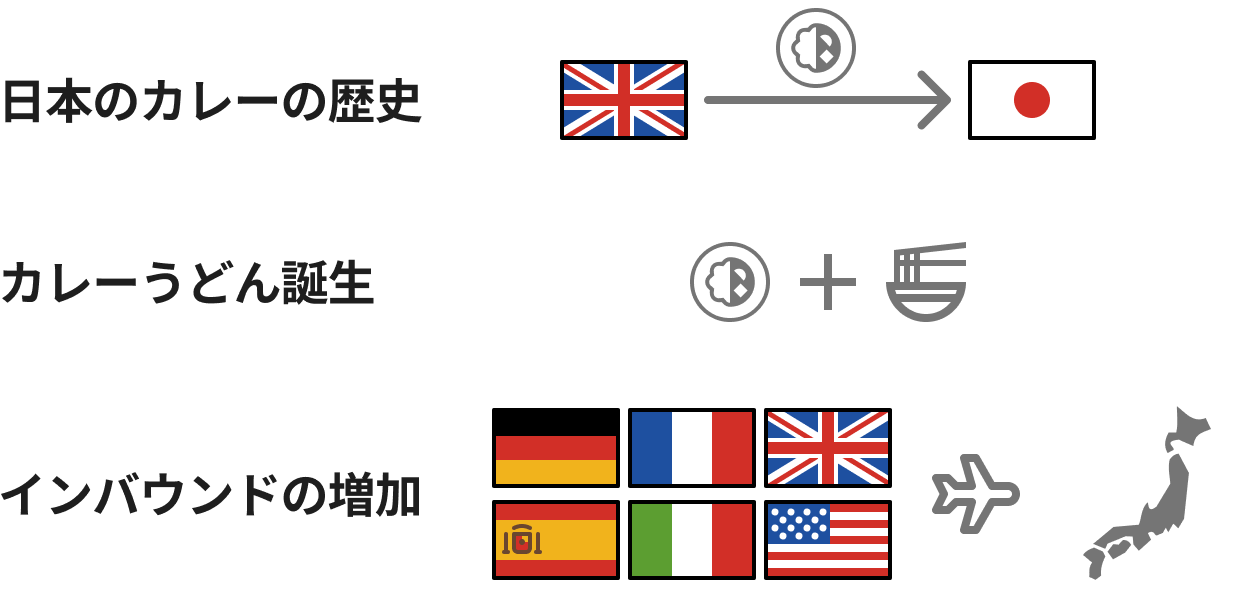 日本のカレーの歴史
カレーうどん誕生
インバウンドの増加